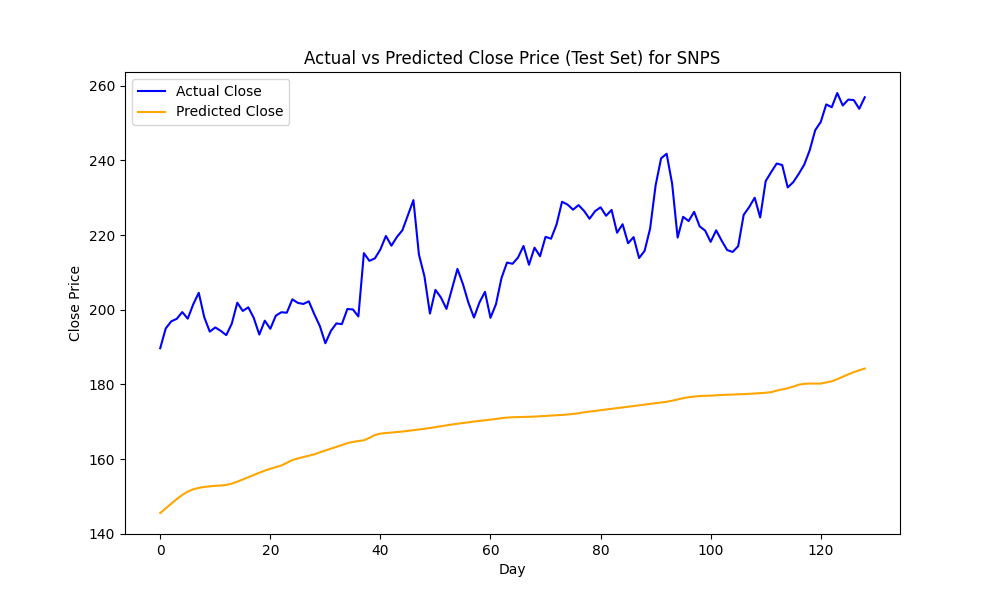 Actual vs Predicted Close Price (Test Set) for SNPS
Actual Close
Predicted Close
260
240
220
200
180
160
140
Close Price
0 20 40 60 80 100 120
Day